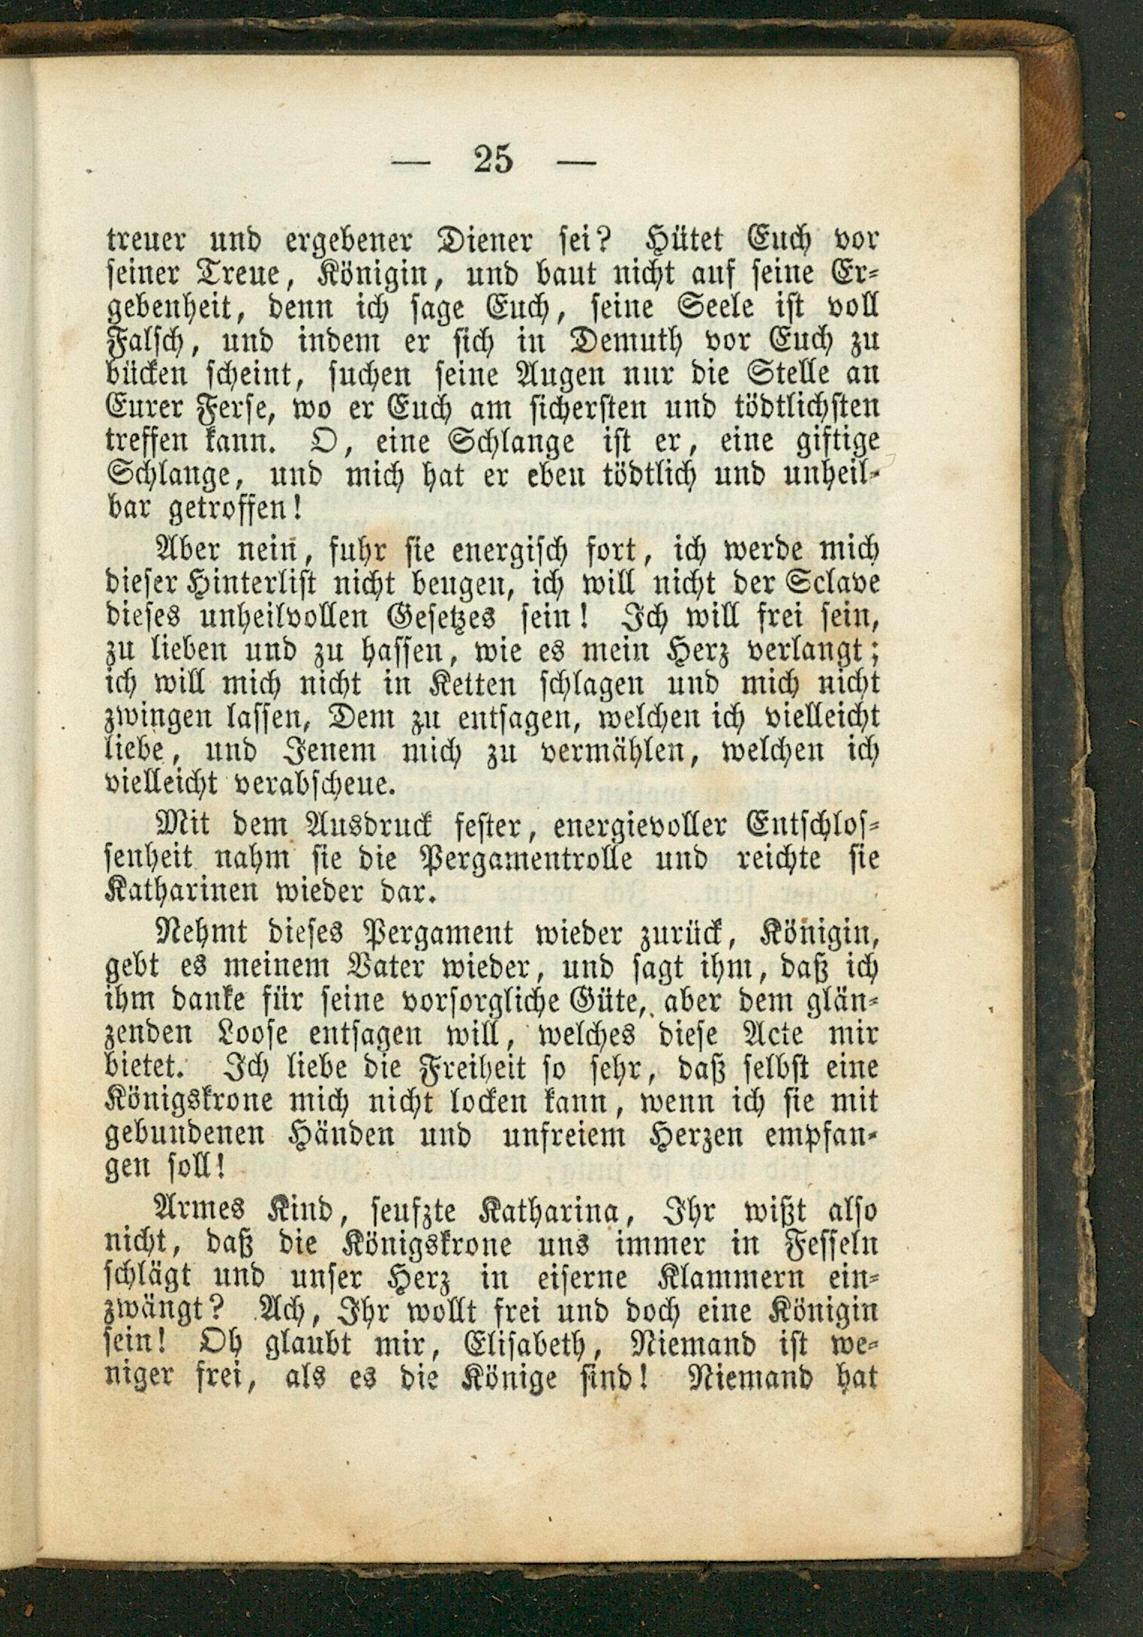 — 25 —
treuer und ergebener Diener sei? Hütet Euch vor
seiner Treue, Königin, und baut nicht auf seine Er-
gebenheit, denn ich sage Euch, seine Seele ist voll
Falsch, und indem er sich in Demuth vor Euch zu
bücken scheint, suchen seine Augen nur die Stelle an
Eurer Ferse, wo er Euch am sichersten und tödtlichsten
treffen kann. O, eine Schlange ist er, eine giftige
Schlange, und mich hat er eben tödtlich und unheil-
bar getroffen!
Aber nein, fuhr sie energisch fort, ich werde mich
dieser Hinterlist nicht beugen, ich will nicht der Sclave
dieses unheilvollen Gesetzes sein! Ich will frei sein,
zu lieben und zu hassen, wie es mein Herz verlangt;
ich will mich nicht in Ketten schlagen und mich nicht
zwingen lassen, Dem zu entsagen, welchen ich vielleicht
liebe, und Jenem mich zu vermählen, welchen ich
vielleicht verabscheue.
Mit dem Ausdruck fester, energievoller Entschlos-
senheit nahm sie die Pergamentrolle und reichte sie
Katharinen wieder dar.
Nehmt dieses Pergament wieder zurück, Königin,
gebt es meinem Vater wieder, und sagt ihm, daß ich
ihm danke für seine vorsorgliche Güte, aber dem glän-
zenden Loose entsagen will, welches diese Acte mir
bietet. Ich liebe die Freiheit so sehr, daß selbst eine
Königskrone mich nicht locken kann, wenn ich sie mit
gebundenen Händen und unfreiem Herzen empfan-
gen soll!
Armes Kind, seufzte Katharina, Ihr wißt also
nicht, daß die Königskrone uns immer in Fesseln
schlägt und unser Herz in eiserne Klammern ein-
zwängt? Ach, Ihr wollt frei und doch eine Königin
sein! Oh glaubt mir, Elisabeth, Niemand ist we-
niger frei, als es die Könige sind! Niemand hat